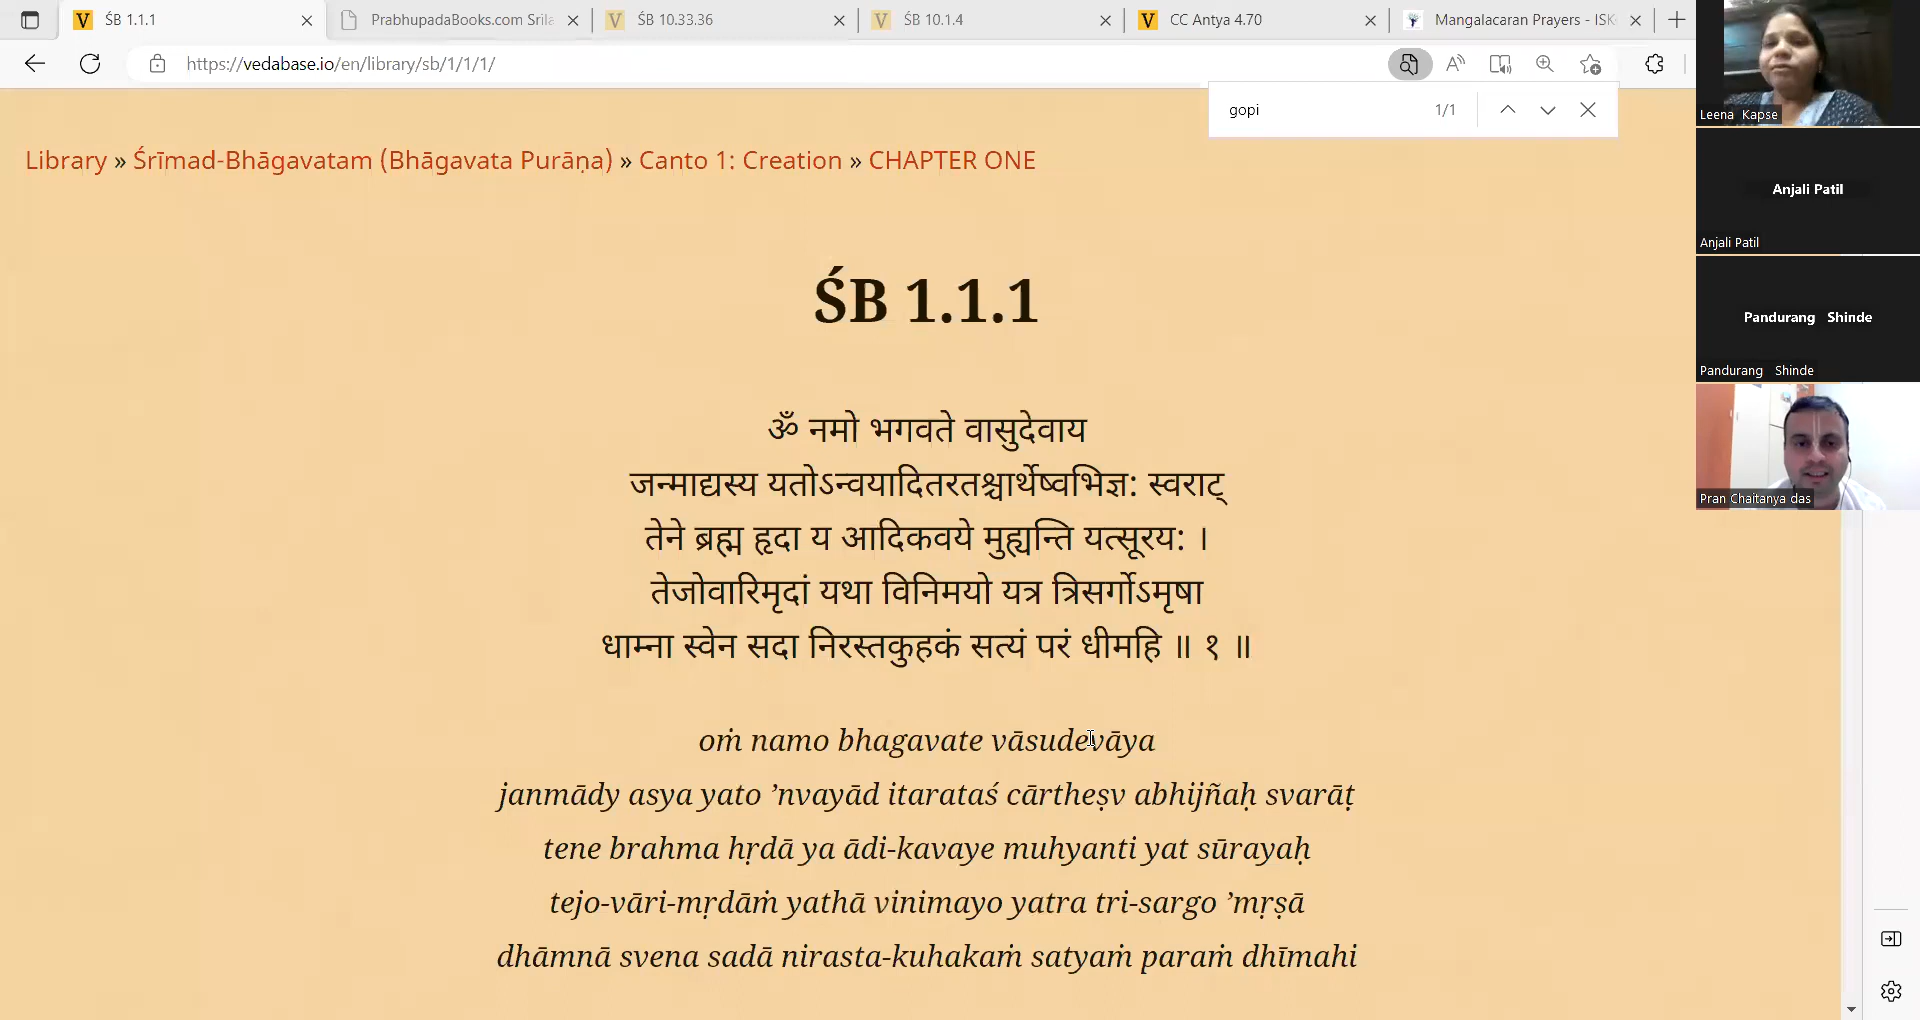 ŚB 1.1.1
PrabhupadaBooks.com Srila
ŚB 10.33.36
ŚB 10.1.4
CC Antya 4.70
Mangalacaran Prayers - ISK
https://vedabase.io/en/library/sb/1/1/1/
gopi
1/1
Library » Śrīmad-Bhāgavatam (Bhāgavata Purāṇa) » Canto 1: Creation » CHAPTER ONE
ŚB 1.1.1
ॐ नमो भगवते वासुदेवाय
जन्माद्यस्य यतोऽन्वयादितरतश्चार्थेष्वभिज्ञ: स्वराट्
तेने ब्रह्म हृदा य आदिकवये मुह्यन्ति यत्सूरय: ।
तेजोवारिमृदां यथा विनिमयो यत्र त्रिसर्गोऽमृषा
धाम्ना स्वेन सदा निरस्तकुहकं सत्यं परं धीमहि ॥ १ ॥
oṁ namo bhagavate vāsudevāya
janmādy asya yato ’nvayād itarataś cārtheṣv abhijñaḥ svarāṭ
tene brahma hṛdā ya ādi-kavaye muhyanti yat sūrayaḥ
tejo-vāri-mṛdāṁ yathā vinimayo yatra tri-sargo ’mṛṣā
dhāmnā svena sadā nirasta-kuhakaṁ satyaṁ paraṁ dhīmahi
Leena Kapse
Anjali Patil
Anjali Patil
Pandurang Shinde
Pandurang Shinde
Pran Chaitanya das